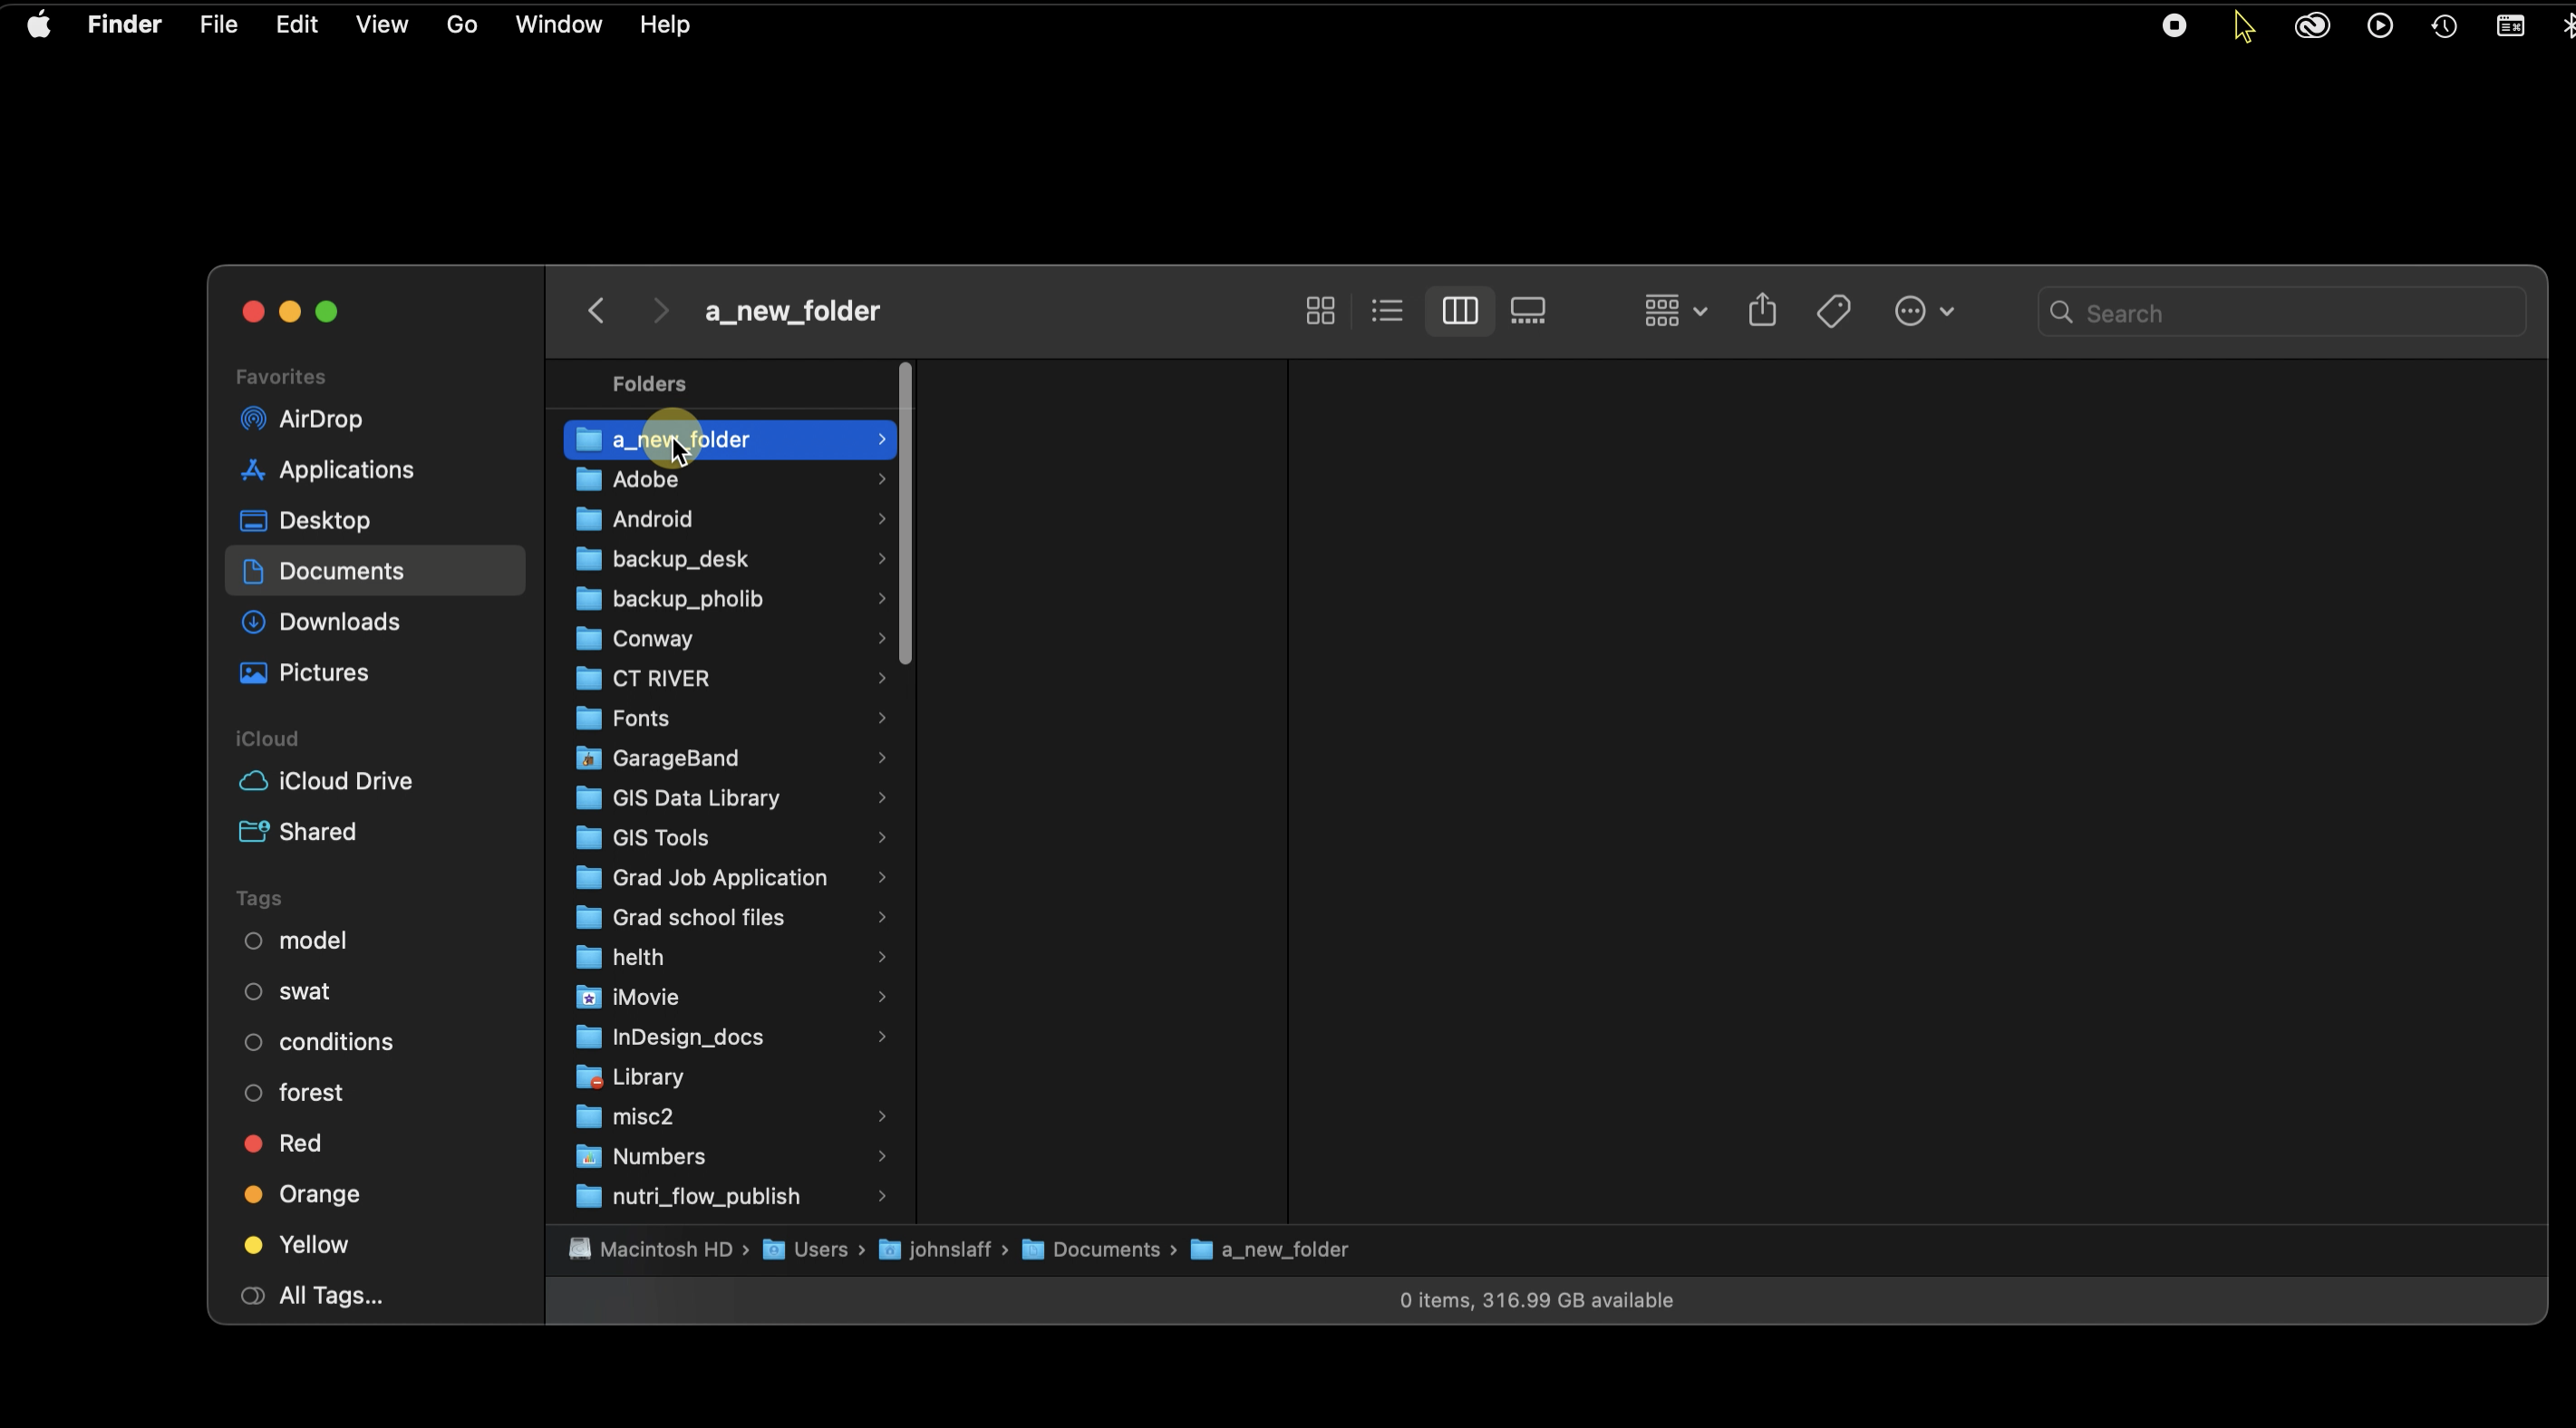 Finder File Edit View Go Window Help
a_new_folder
Search
Favorites
AirDrop
Applications
Desktop
Documents
Downloads
Pictures
iCloud
iCloud Drive
Shared
Tags
model
swat
conditions
forest
Red
Orange
Yellow
All Tags...
Folders
a_new_folder
Adobe
Android
backup_desk
backup_pholib
Conway
CT RIVER
Fonts
GarageBand
GIS Data Library
GIS Tools
Grad Job Application
Grad school files
helth
iMovie
InDesign_docs
Library
misc2
Numbers
nutri_flow_publish
Macintosh HD › Users › johnslaff › Documents › a_new_folder
0 items, 316.99 GB available